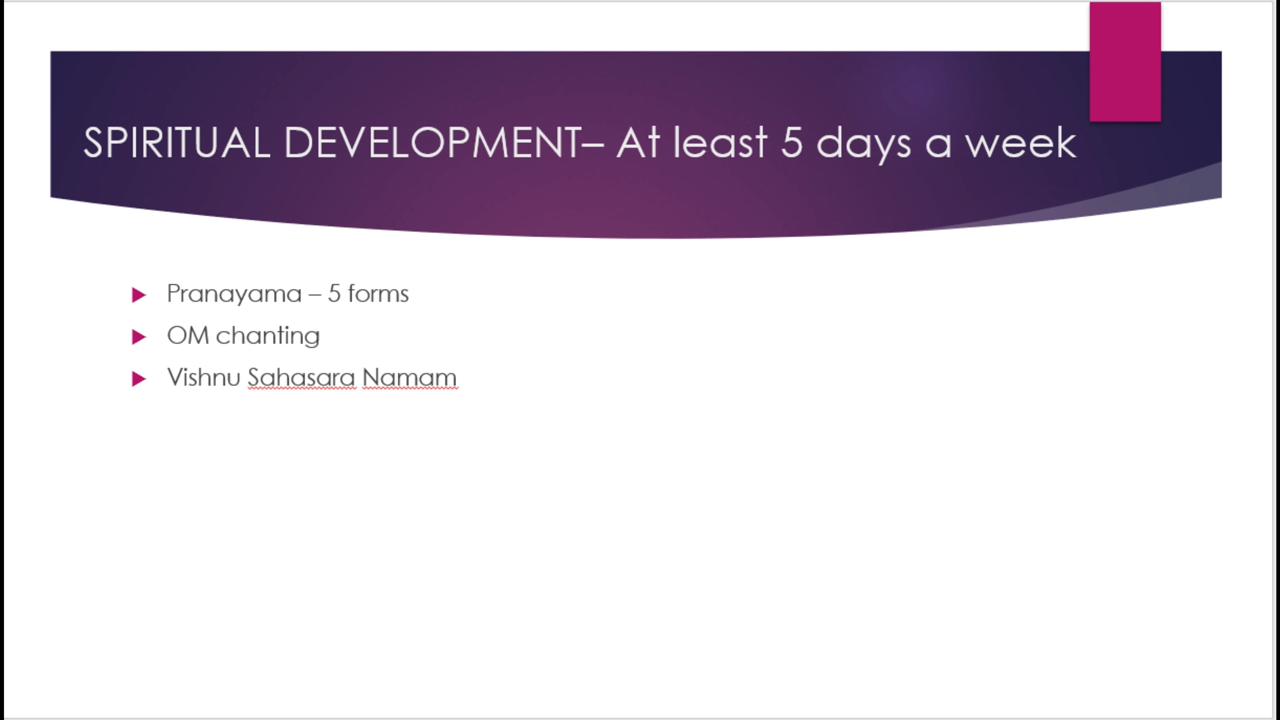 SPIRITUAL DEVELOPMENT– At least 5 days a week
Pranayama – 5 forms
OM chanting
Vishnu Sahasara Namam